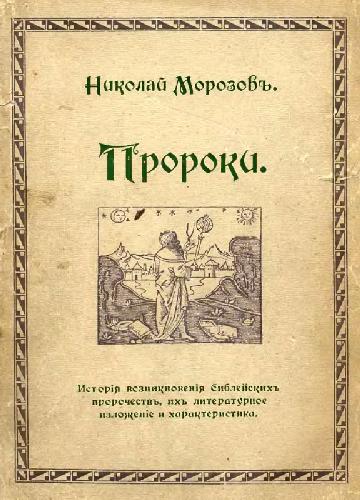 Николай Морозовъ.
Пророки.
Исторія возникновенія библейскихъ
пророчествъ, ихъ литературное
изложеніе и характеристика.